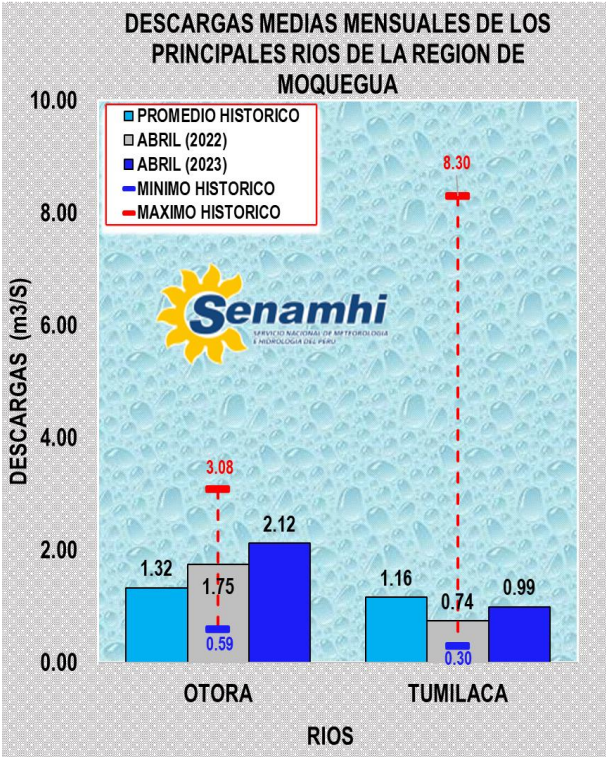 DESCARGAS MEDIAS MENSUALES DE LOS
PRINCIPALES RIOS DE LA REGION DE
MOQUEGUA
10.00
8.00
6.00
4.00
2.00
0.00
DESCARGAS (m3/S)
PROMEDIO HISTORICO
ABRIL (2022)
ABRIL (2023)
MINIMO HISTORICO
MAXIMO HISTORICO
Senamhi
SERVICIO NACIONAL DE METEOROLOGIA
E HIDROLOGIA DEL PERU
8.30
3.08
1.32
1.75
2.12
0.59
1.16
0.74
0.99
0.30
OTORA
TUMILACA
RIOS